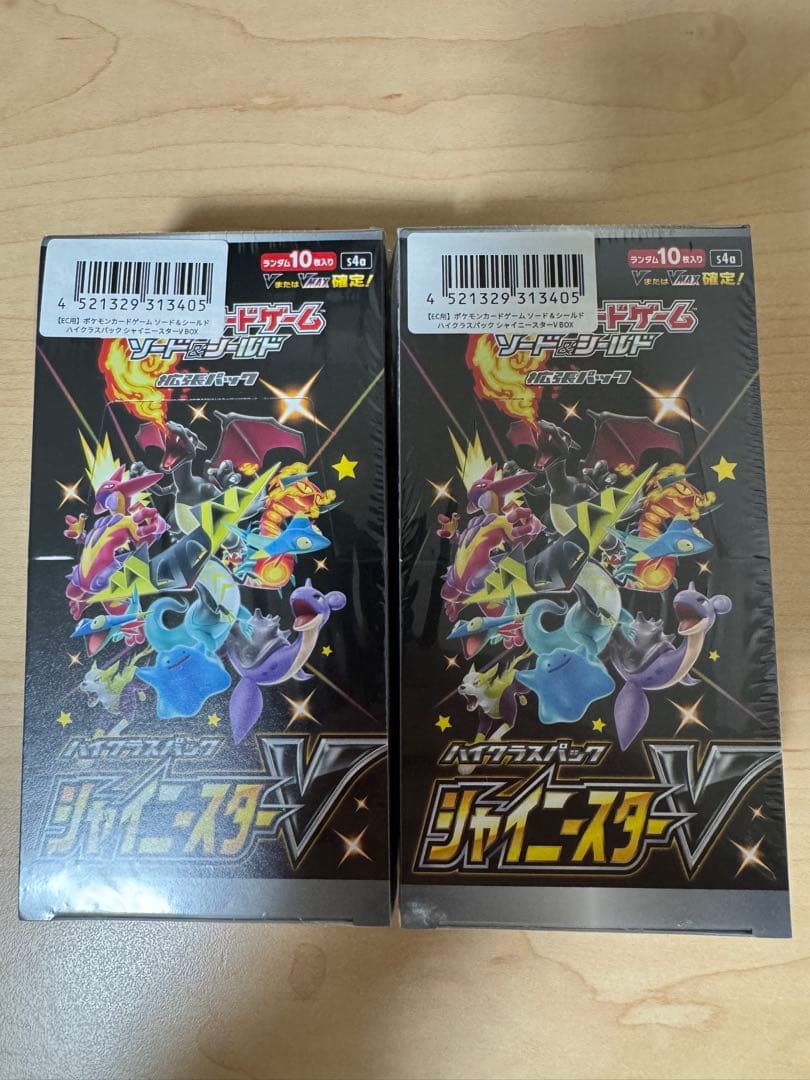 4 521329 313405
【EC用】ポケモンカードゲーム ソード＆シールド
ハイクラスパック シャイニースターV BOX
ランダム10枚入り S4a
VまたはVMAX確定！
ードゲーム
ソード&シールド
拡張パック
ハイクラスパック
シャイニースターV
4 521329 313405
【EC用】ポケモンカードゲーム ソード＆シールド
ハイクラスパック シャイニースターV BOX
ランダム10枚入り S4a
VまたはVMAX確定！
ードゲーム
ソード&シールド
拡張パック
ハイクラスパック
シャイニースターV